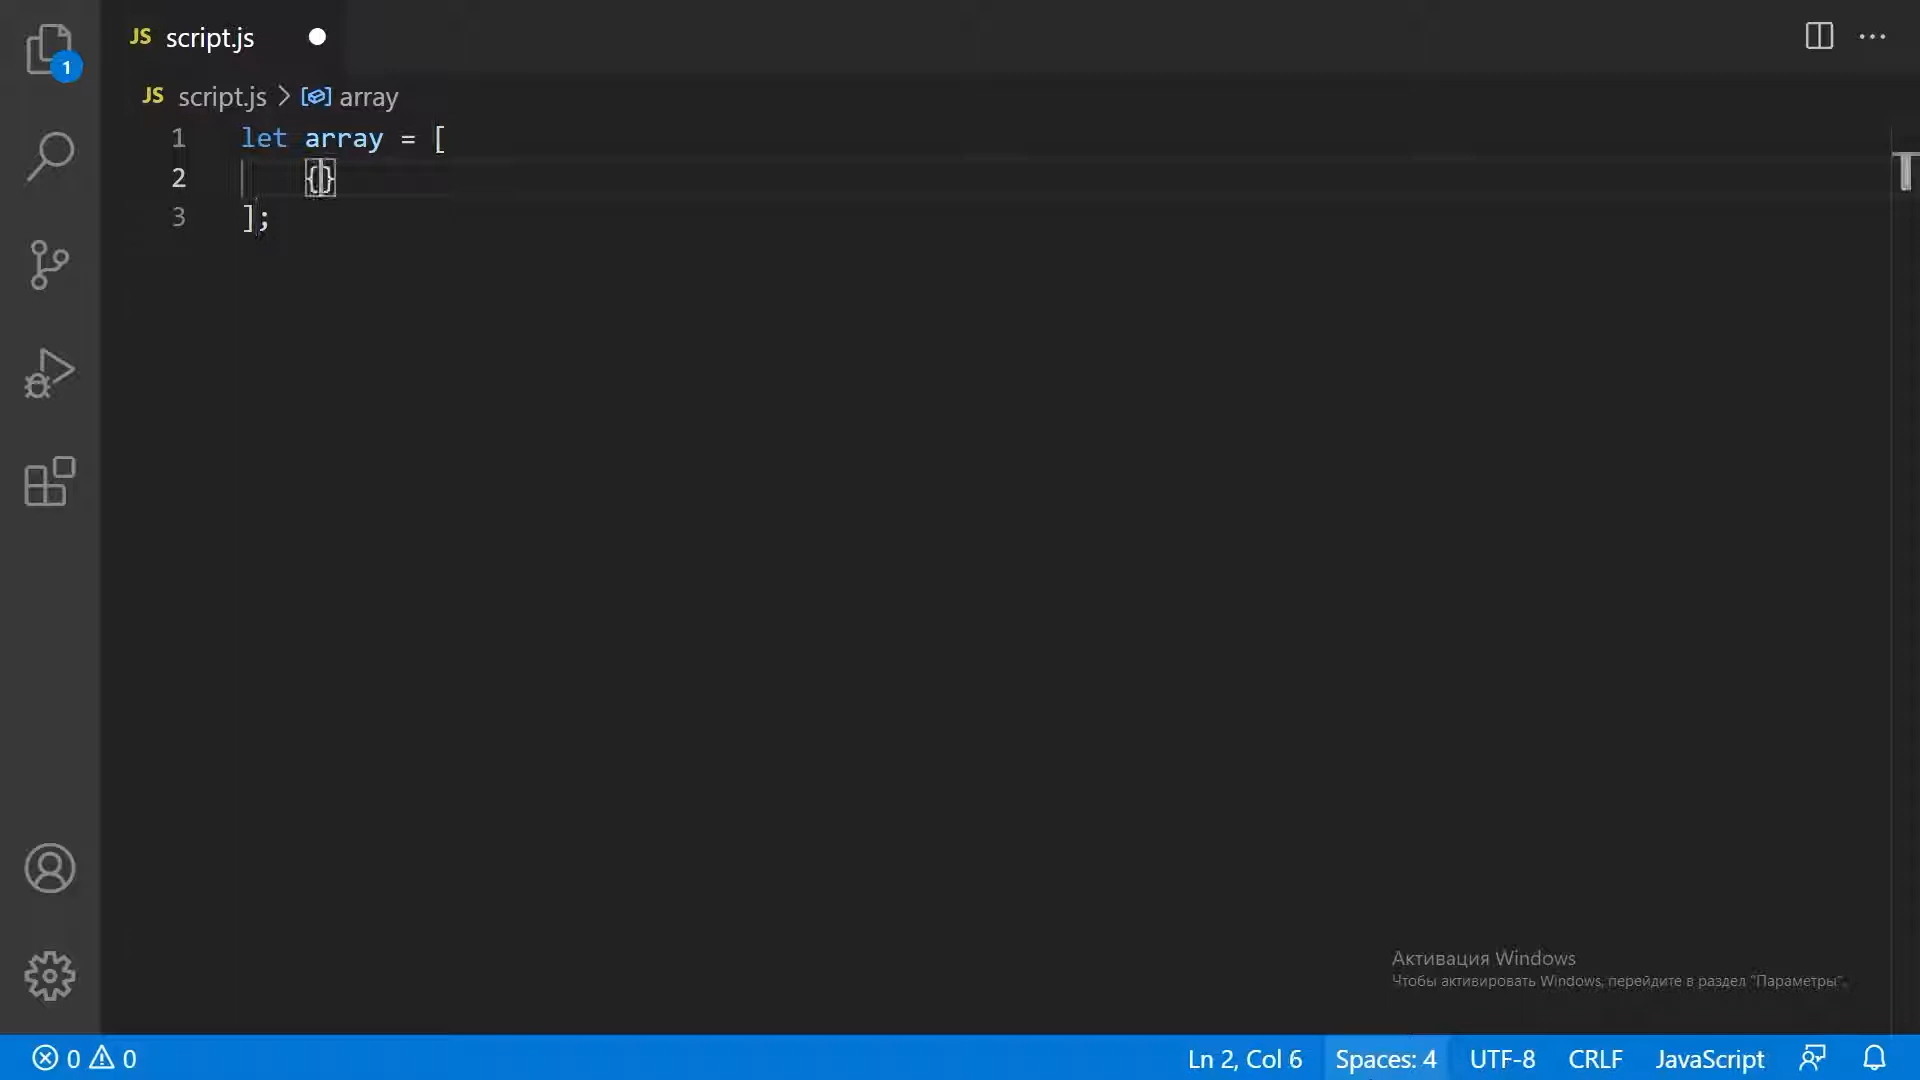 JS script.js
1
JS script.js > array
1 let array = [
2 {}
3 ];
Активация Windows
Чтобы активировать Windows, перейдите в раздел "Параметры".
0 0 Ln 2, Col 6 Spaces: 4 UTF-8 CRLF JavaScript